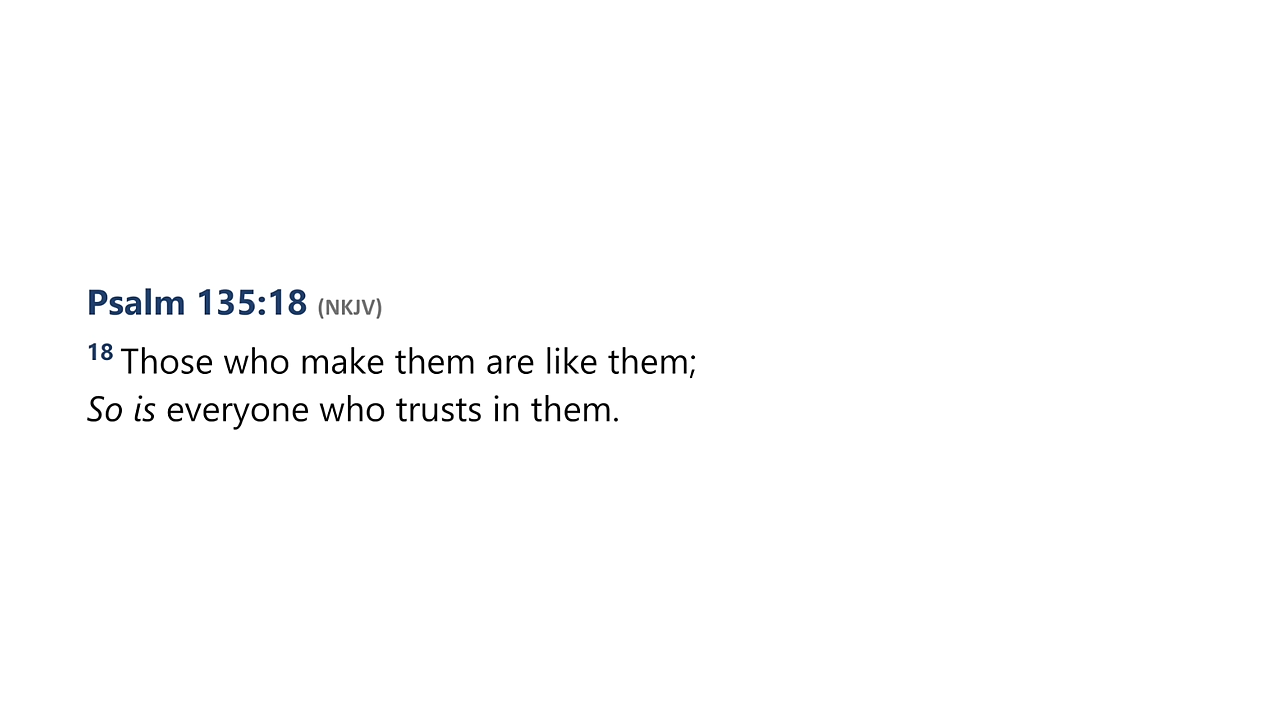 Psalm 135:18 (NKJV)
18 Those who make them are like them;
So is everyone who trusts in them.